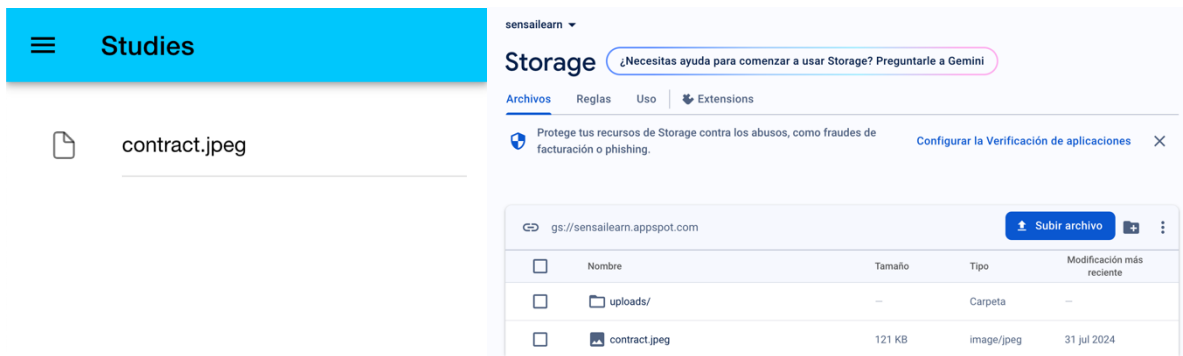 Studies
contract.jpeg
sensailearn
Storage
¿Necesitas ayuda para comenzar a usar Storage? Preguntarle a Gemini
Archivos Reglas Uso Extensions
Protege tus recursos de Storage contra los abusos, como fraudes de
facturación o phishing.
Configurar la Verificación de aplicaciones
gs://sensailearn.appspot.com
Subir archivo
Nombre Tamaño Tipo Modificación más
reciente
uploads/ — Carpeta —
contract.jpeg 121 KB image/jpeg 31 jul 2024